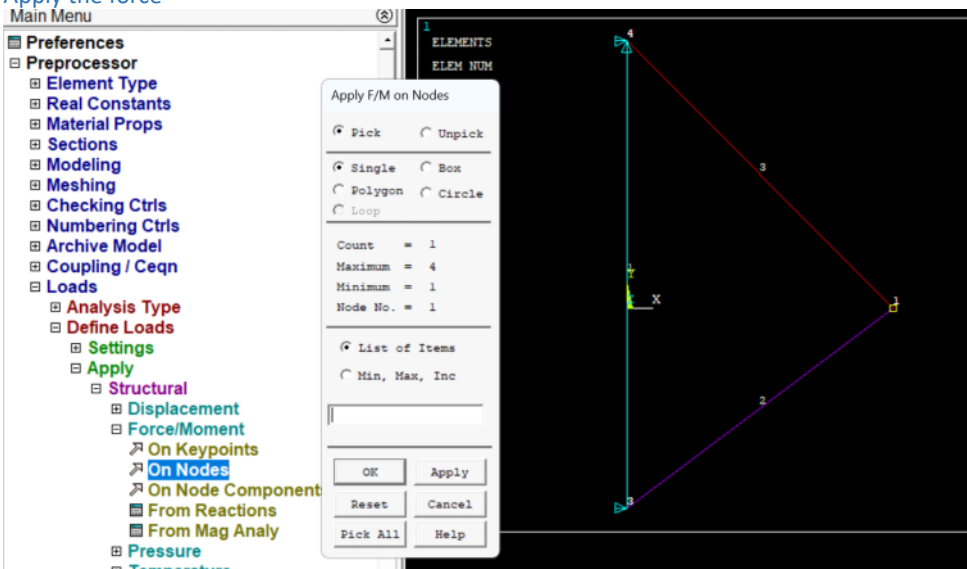 Apply the force
Main Menu
Preferences
Preprocessor
Element Type
Real Constants
Material Props
Sections
Modeling
Meshing
Checking Ctrls
Numbering Ctrls
Archive Model
Coupling / Ceqn
Loads
Analysis Type
Define Loads
Settings
Apply
Structural
Displacement
Force/Moment
On Keypoints
On Nodes
On Node Components
From Reactions
From Mag Analy
Pressure
Temperature
Apply F/M on Nodes
Pick Unpick
Single Box
Polygon Circle
Loop
Count = 1
Maximum = 4
Minimum = 1
Node No. = 1
List of Items
Min, Max, Inc
OK Apply
Reset Cancel
Pick All Help
1
ELEMENTS
ELEM NUM
4
3
1
Y
X
1
2
3